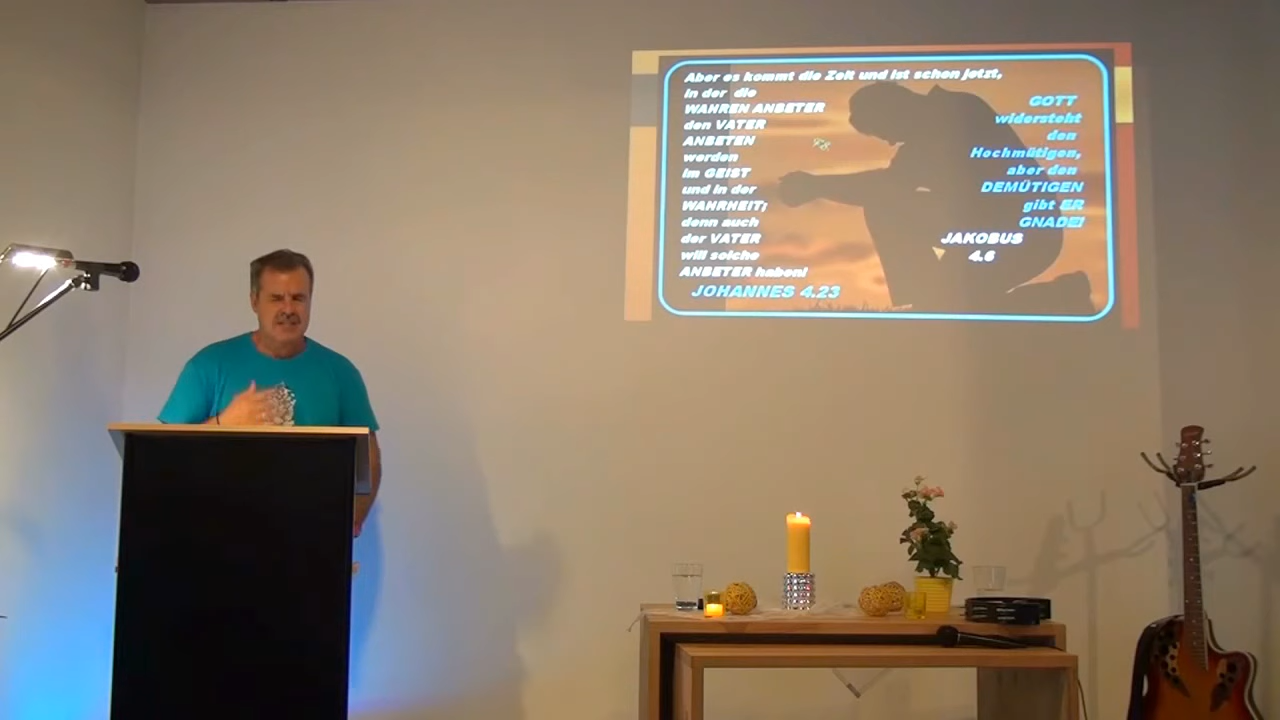 Aber es kommt die Zeit und ist schon jetzt,
in der die
WAHREN ANBETER
den VATER
ANBETEN
werden
im GEIST
und in der
WAHRHEIT;
denn auch
der VATER
will solche
ANBETER haben!
JOHANNES 4.23
GOTT
widersteht
den
Hochmütigen,
aber den
DEMÜTIGEN
gibt ER
GNADE!
JAKOBUS
4.6